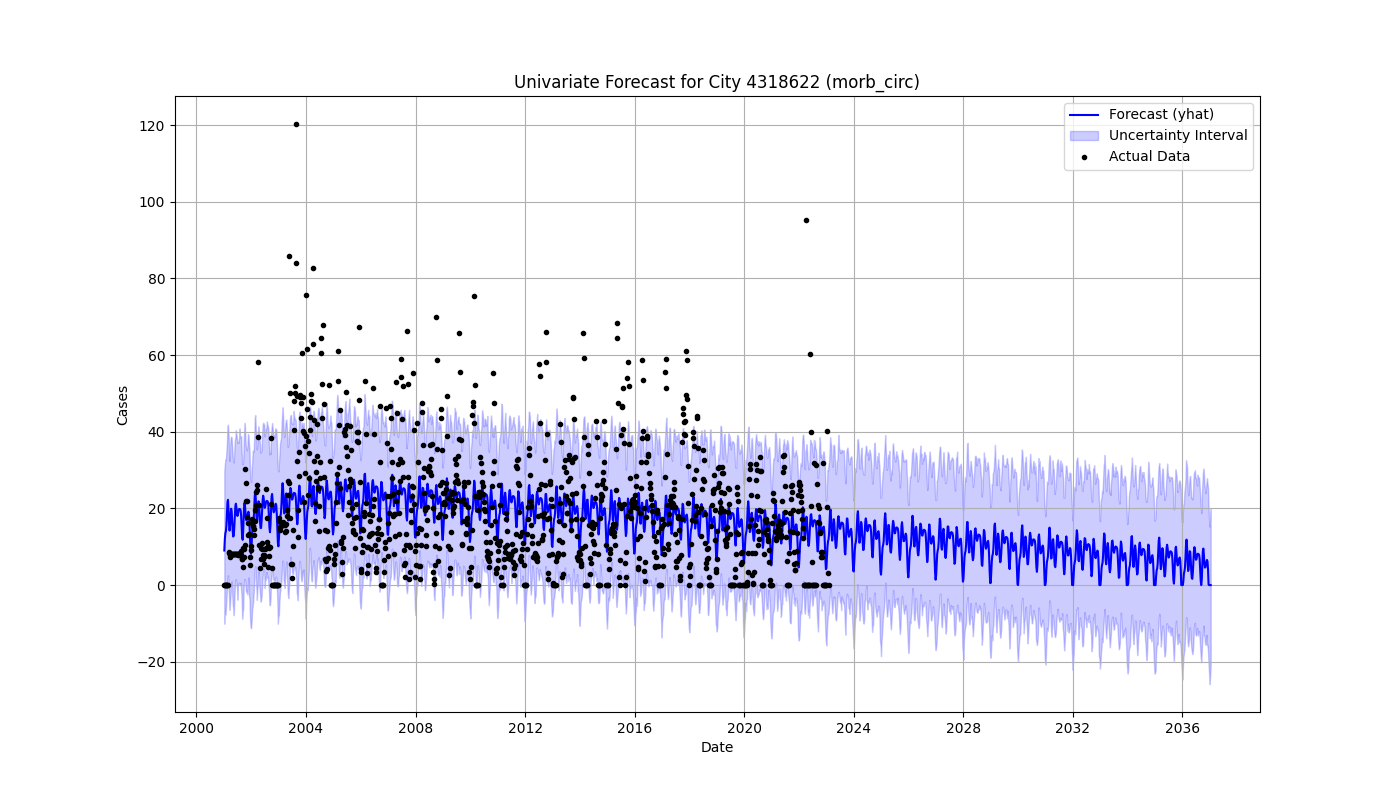 Univariate Forecast for City 4318622 (morb_circ)
Forecast (yhat)
Uncertainty Interval
Actual Data
Cases
120
100
80
60
40
20
0
−20
2000 2004 2008 2012 2016 2020 2024 2028 2032 2036
Date